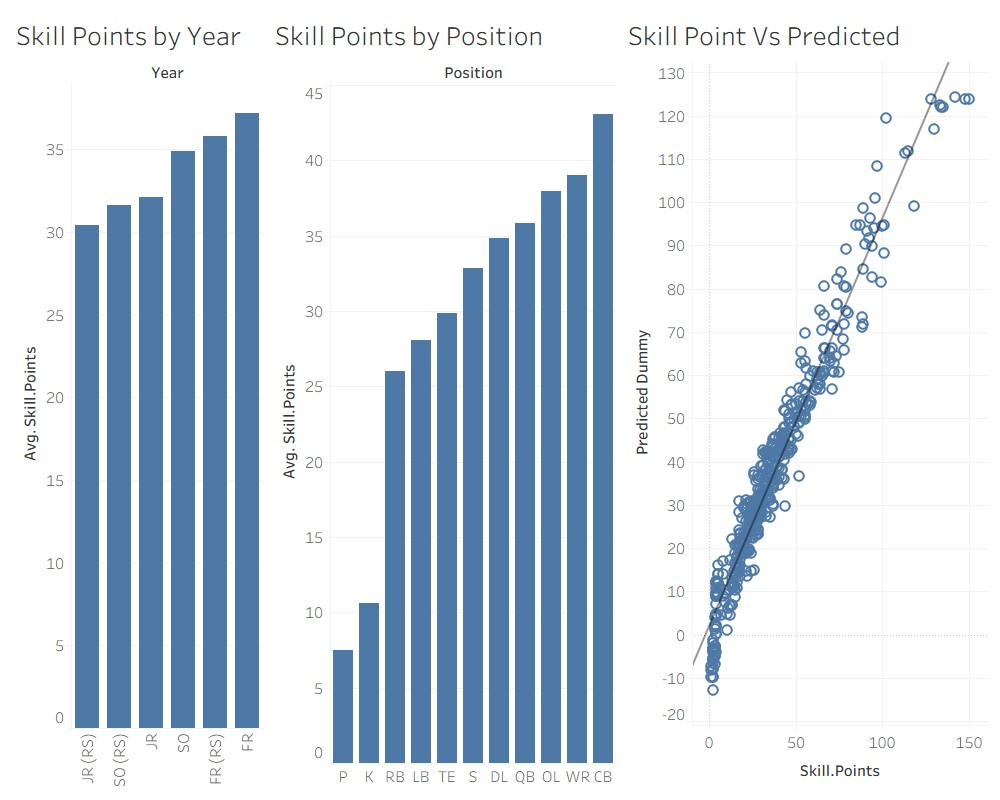 Skill Points by Year
Year
Avg. Skill.Points
35
30
25
20
15
10
5
0
JR (RS)
SO (RS)
JR
SO
FR (RS)
FR
Skill Points by Position
Position
Avg. Skill.Points
45
40
35
30
25
20
15
10
5
0
P K RB LB TE S DL QB OL WR CB
Skill Point Vs Predicted
Predicted Dummy
130
120
110
100
90
80
70
60
50
40
30
20
10
0
-10
-20
0 50 100 150
Skill.Points